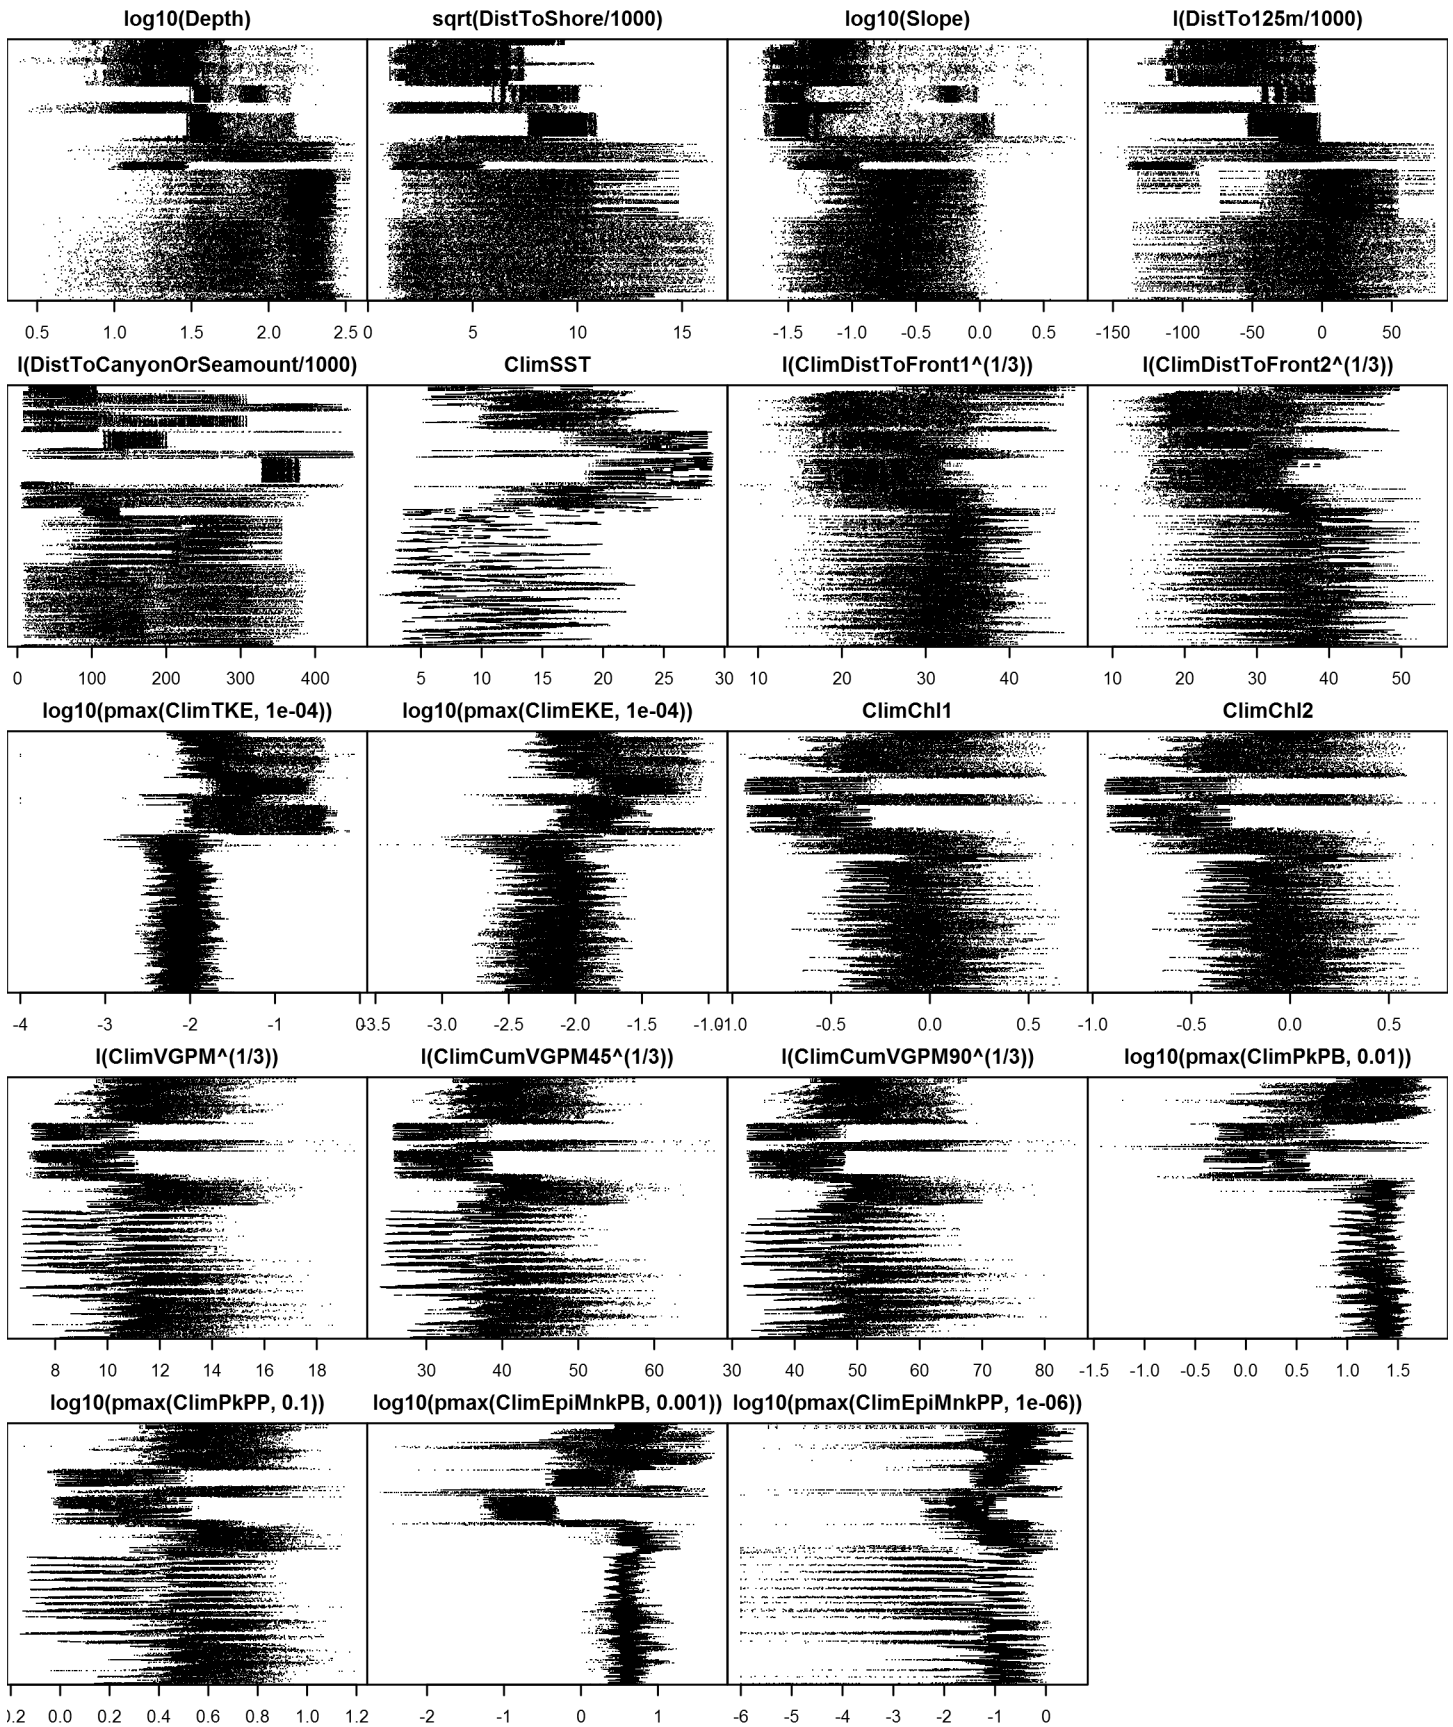 log10(Depth) sqrt(DistToShore/1000) log10(Slope) I(DistTo125m/1000)
0.5 1.0 1.5 2.0 2.5 0 5 10 15 -1.5 -1.0 -0.5 0.0 0.5 -150 -100 -50 0 50
I(DistToCanyonOrSeamount/1000) ClimSST I(ClimDistToFront1^(1/3)) I(ClimDistToFront2^(1/3))
0 100 200 300 400 5 10 15 20 25 30 10 20 30 40 10 20 30 40 50
log10(pmax(ClimTKE, 1e-04)) log10(pmax(ClimEKE, 1e-04)) ClimChl1 ClimChl2
-4 -3 -2 -1 -3.0 -2.5 -2.0 -1.5 -0.5 0.0 0.5 -1.0 -0.5 0.0 0.5
I(ClimVGPM^(1/3)) I(ClimCumVGPM45^(1/3)) I(ClimCumVGPM90^(1/3)) log10(pmax(ClimPkPB, 0.01))
8 10 12 14 16 18 30 40 50 60 30 40 50 60 70 80 -1.5 -1.0 -0.5 0.0 0.5 1.0 1.5
log10(pmax(ClimPkPP, 0.1)) log10(pmax(ClimEpiMnkPB, 0.001)) log10(pmax(ClimEpiMnkPP, 1e-06))
0.0 0.2 0.4 0.6 0.8 1.0 1.2 -2 -1 0 1 -6 -5 -4 -3 -2 -1 0